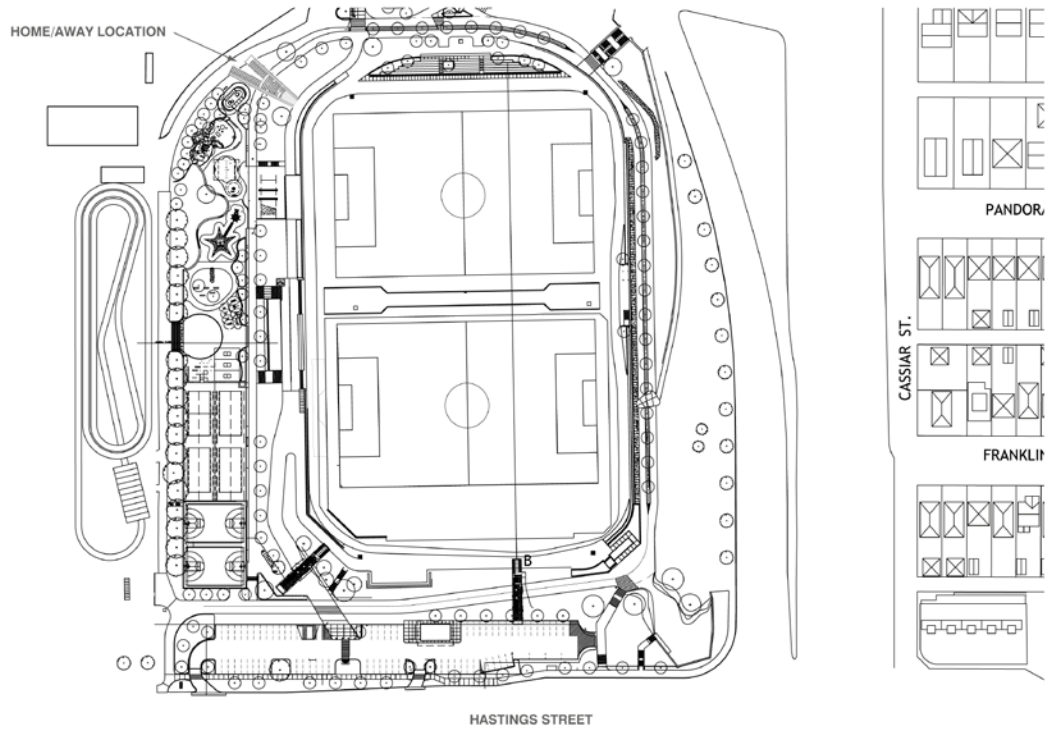 HOME/AWAY LOCATION
PANDORA
CASSIAR ST.
FRANKLIN
B
HASTINGS STREET